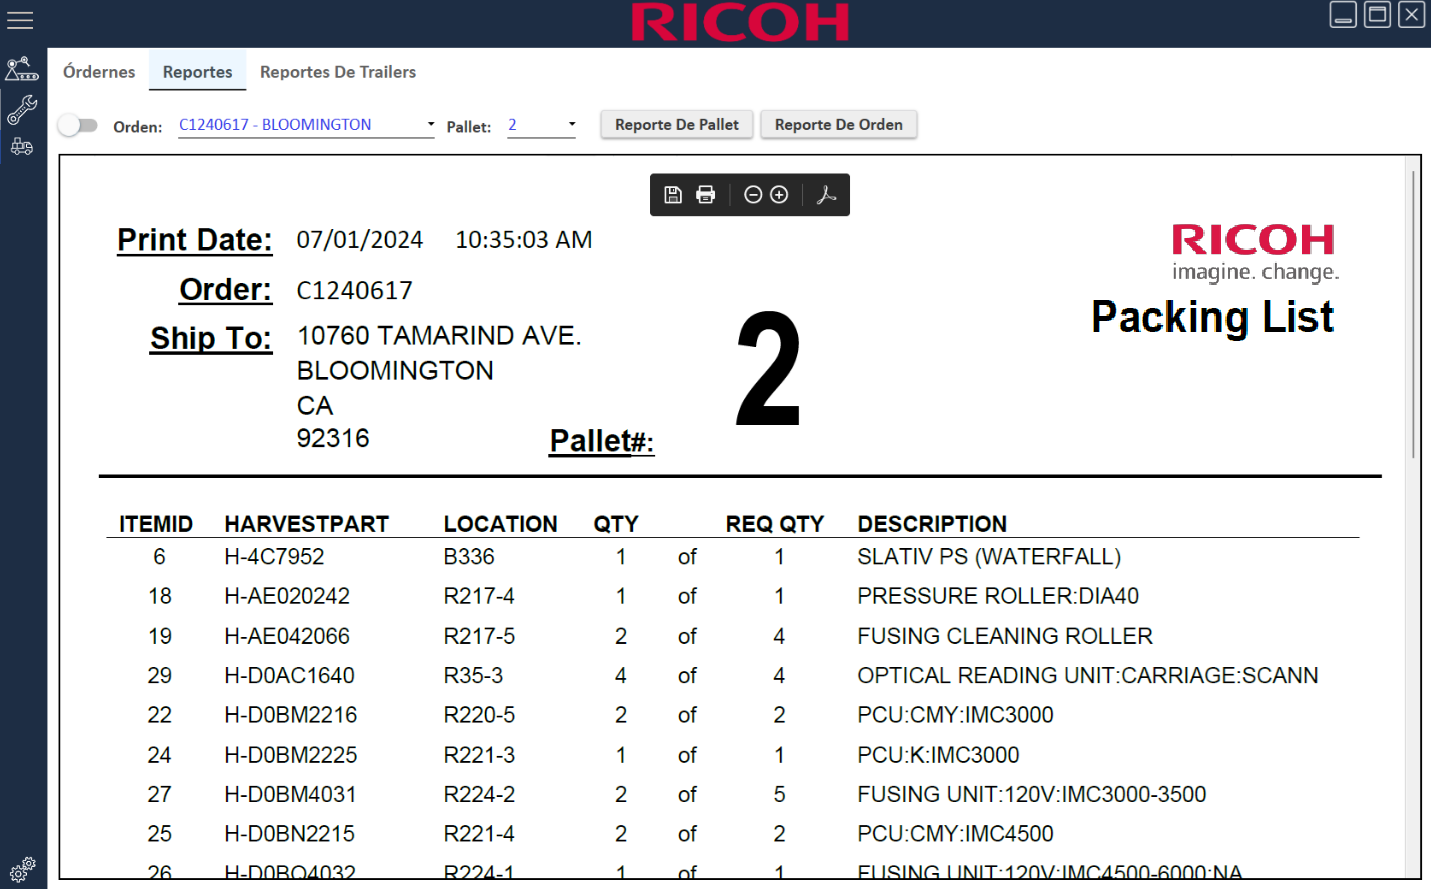 RICOH
Órdernes Reportes Reportes De Trailers
Orden: C1240617 - BLOOMINGTON Pallet: 2 Reporte De Pallet Reporte De Orden
Print Date: 07/01/2024 10:35:03 AM
RICOH
imagine. change.
Order: C1240617
Packing List
Ship To: 10760 TAMARIND AVE.
BLOOMINGTON
CA
92316
Pallet#: 2
ITEMID HARVESTPART LOCATION QTY REQ QTY DESCRIPTION
6 H-4C7952 B336 1 of 1 SLATIV PS (WATERFALL)
18 H-AE020242 R217-4 1 of 1 PRESSURE ROLLER:DIA40
19 H-AE042066 R217-5 2 of 4 FUSING CLEANING ROLLER
29 H-D0AC1640 R35-3 4 of 4 OPTICAL READING UNIT:CARRIAGE:SCANN
22 H-D0BM2216 R220-5 2 of 2 PCU:CMY:IMC3000
24 H-D0BM2225 R221-3 1 of 1 PCU:K:IMC3000
27 H-D0BM4031 R224-2 2 of 5 FUSING UNIT:120V:IMC3000-3500
25 H-D0BN2215 R221-4 2 of 2 PCU:CMY:IMC4500
26 H-D0BQ4032 R224-1 1 of 1 FUSING UNIT:120V:IMC4500-6000:NA